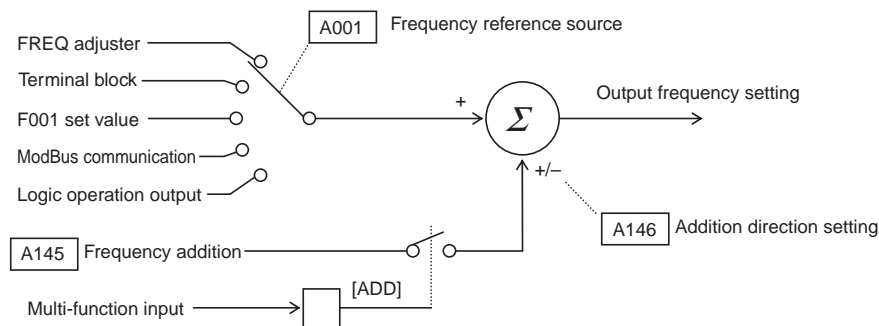 A001 Frequency reference source
FREQ adjuster
Terminal block
F001 set value
ModBus communication
Logic operation output
+
Σ
Output frequency setting
+/–
A146 Addition direction setting
A145 Frequency addition
Multi-function input
[ADD]